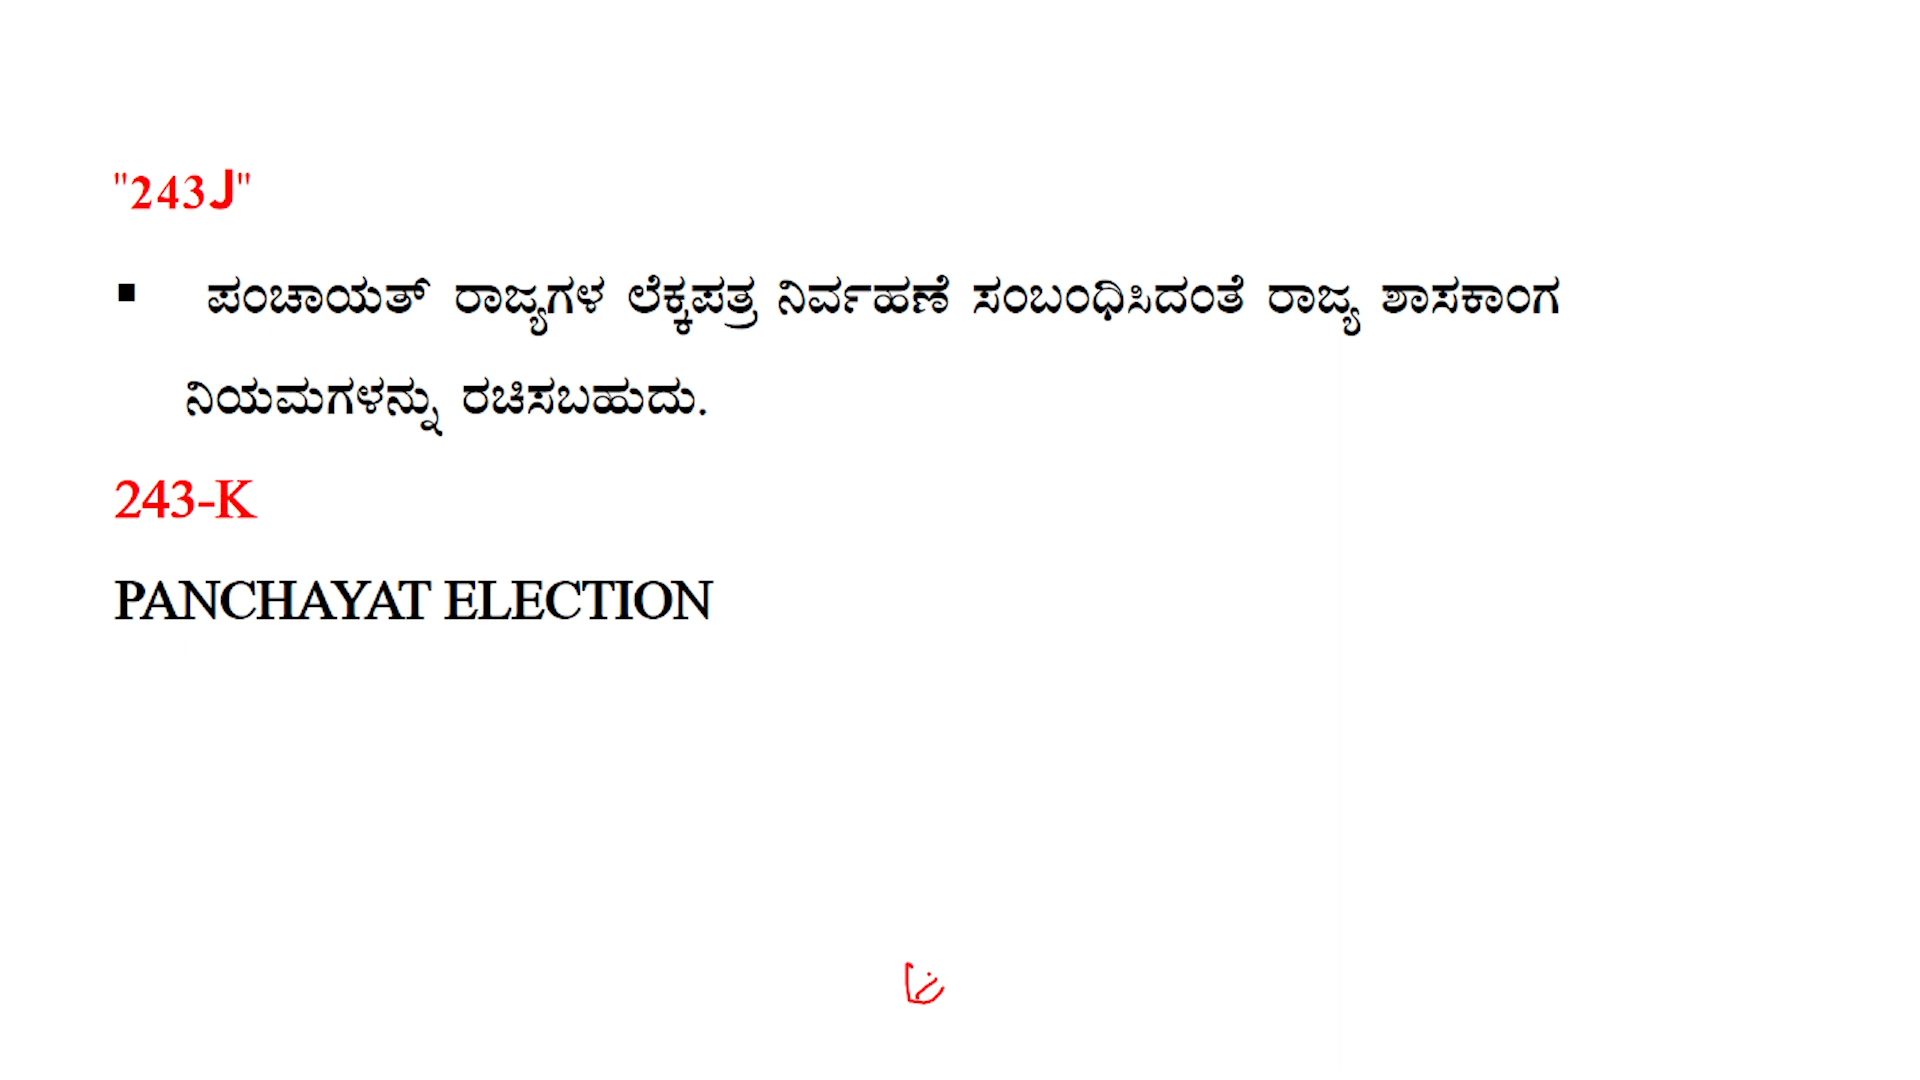 "243J"
▪ ಪಂಚಾಯತ್ ರಾಜ್ಯಗಳ ಲೆಕ್ಕಪತ್ರ ನಿರ್ವಹಣೆ ಸಂಬಂಧಿಸಿದಂತೆ ರಾಜ್ಯ ಶಾಸಕಾಂಗ
ನಿಯಮಗಳನ್ನು ರಚಿಸಬಹುದು.
243-K
PANCHAYAT ELECTION